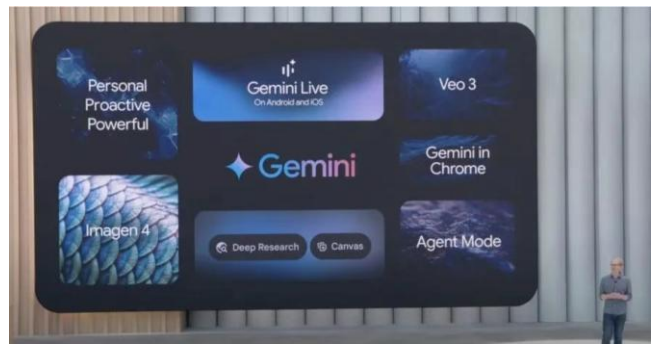 Personal
Proactive
Powerful
Gemini Live
On Android and iOS
Veo 3
Gemini
Gemini in
Chrome
Imagen 4
Deep Research
Canvas
Agent Mode